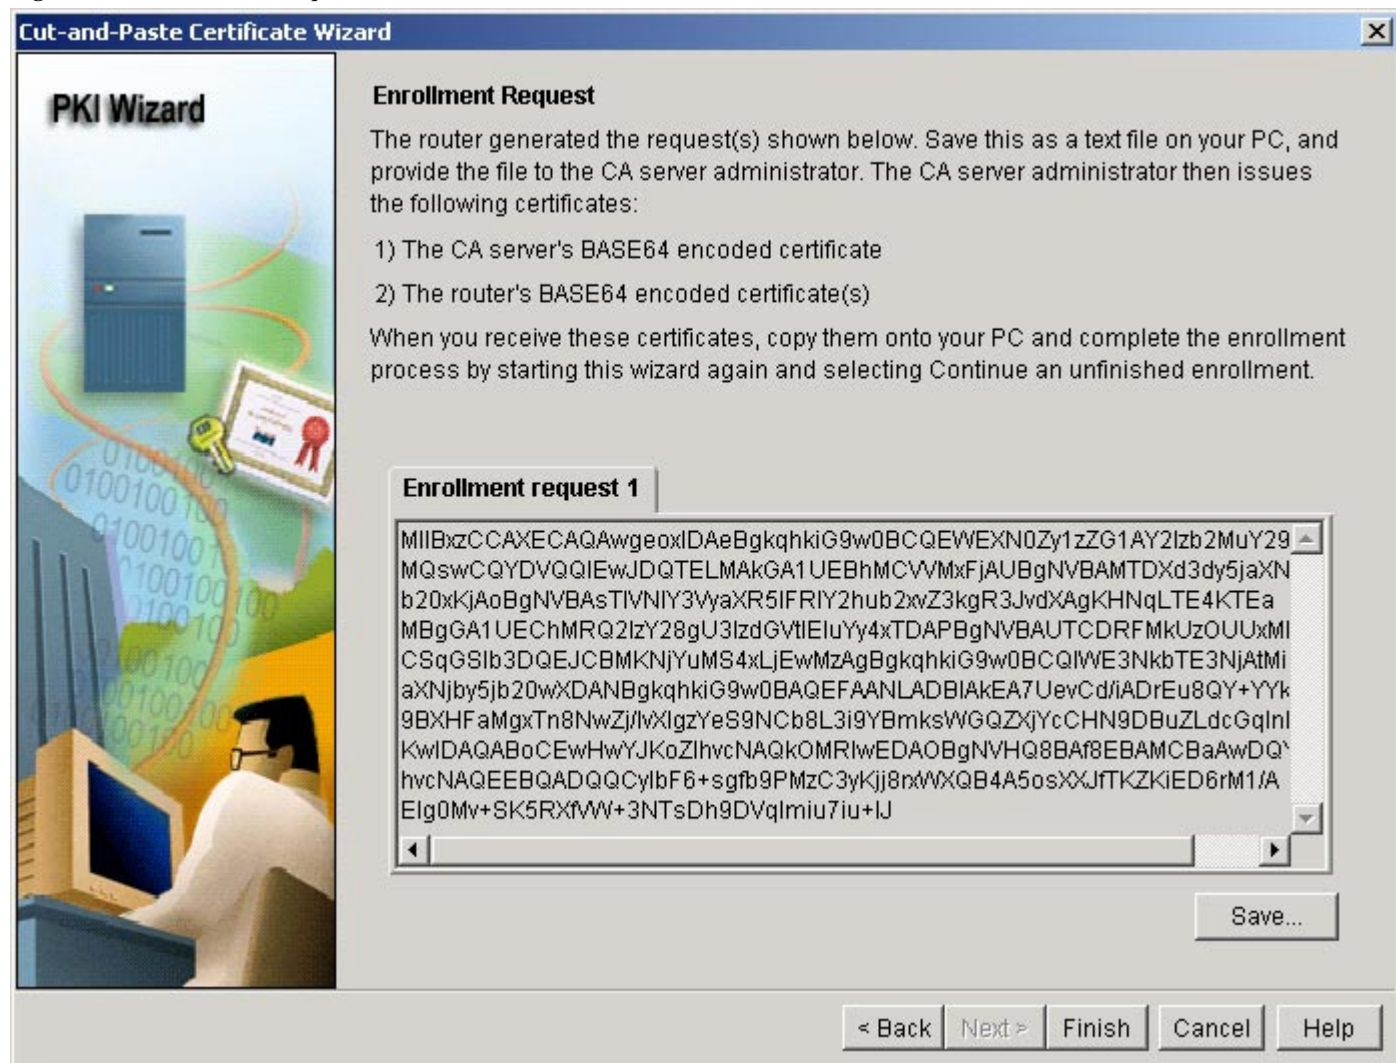 Cut-and-Paste Certificate Wizard
PKI Wizard
Enrollment Request
The router generated the request(s) shown below. Save this as a text file on your PC, and
provide the file to the CA server administrator. The CA server administrator then issues
the following certificates:
1) The CA server's BASE64 encoded certificate
2) The router's BASE64 encoded certificate(s)
When you receive these certificates, copy them onto your PC and complete the enrollment
process by starting this wizard again and selecting Continue an unfinished enrollment.
Enrollment request 1
MIIBxzCCAXECAQAwgeoxIDAeBgkqhkiG9w0BCQEWEXN0Zy1zZG1AY2lzb2MuY29
MQswCQYDVQQIEwJDQTELMAkGA1UEBhMCVVMxFjAUBgNVBAMTDXd3dy5jaXN
b20xKjAoBgNVBAsTIVNlY3VyaXR5IFRlY2hub2xvZ3kgR3JvdXAgKHNqLTE4KTEa
MBgGA1UEChMRQ2lzY28gU3lzdGVtIEluYy4xTDAPBgNVBAUTCDRFMkUzOUUxMI
CSqGSIb3DQEJCBMKNjYuMS4xLjEwMzAgBgkqhkiG9w0BCQIWE3NkbTE3NjAtMi
aXNjby5jb20wXDANBgkqhkiG9w0BAQEFAANLADBIAkEA7UevCd/iADrEu8QY+YYk
9BXHFaMgxTn8NwZj/lvXlgzYeS9NCb8L3i9YBmksWGQZXjYcCHN9DBuZLdcGqlnI
KwIDAQABoCEwHwYJKoZIhvcNAQkOMRIwEDAOBgNVHQ8BAf8EBAMCBaAwDQ
hvcNAQEEBQADQQCylbF6+sgfb9PMzC3yKjj8rxWXQB4A5osXXJfTKZKiED6rM1/A
Elg0Mv+SK5RXfVW+3NTsDh9DVqlmiu7iu+IJ
Save...
< Back
Next >
Finish
Cancel
Help